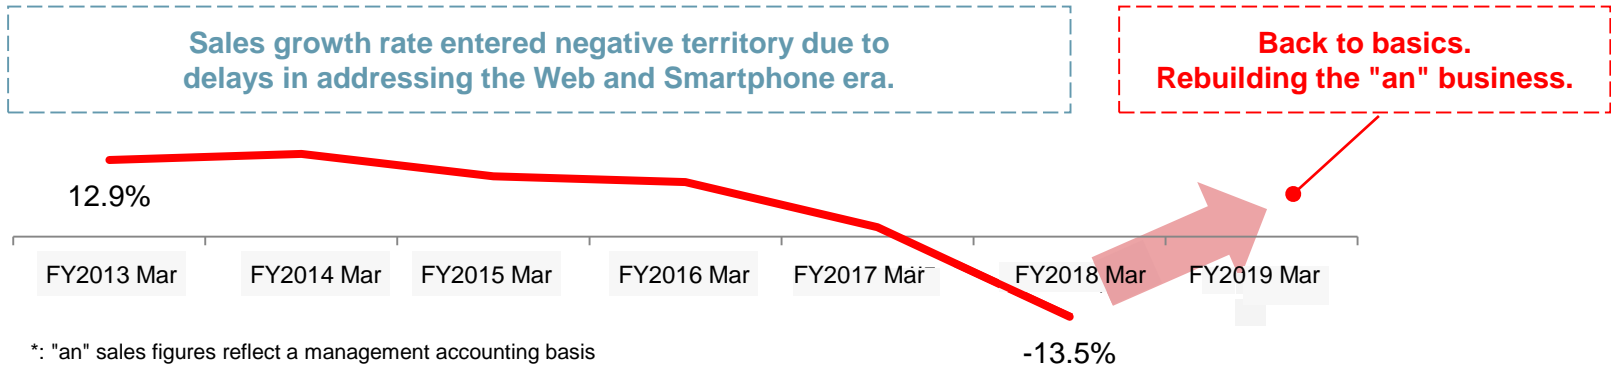 Sales growth rate entered negative territory due to
delays in addressing the Web and Smartphone era.
Back to basics.
Rebuilding the "an" business.
12.9%
FY2013 Mar
FY2014 Mar
FY2015 Mar
FY2016 Mar
FY2017 Mar
FY2018 Mar
FY2019 Mar
-13.5%
*: "an" sales figures reflect a management accounting basis